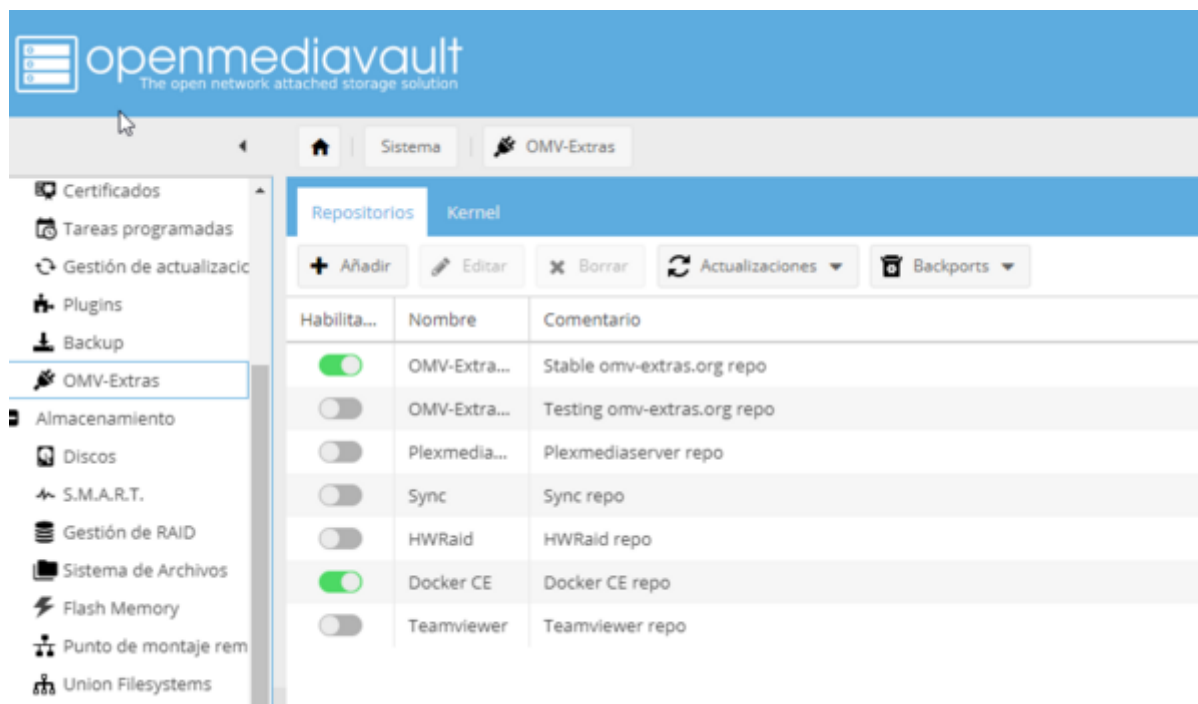 openmediavault
The open network attached storage solution
Sistema
OMV-Extras
Certificados
Tareas programadas
Gestión de actualizacic
Plugins
Backup
OMV-Extras
Almacenamiento
Discos
S.M.A.R.T.
Gestión de RAID
Sistema de Archivos
Flash Memory
Punto de montaje rem
Union Filesystems
Repositorios Kernel
Añadir Editar Borrar Actualizaciones Backports
Habilita... Nombre Comentario
OMV-Extra... Stable omv-extras.org repo
OMV-Extra... Testing omv-extras.org repo
Plexmedia... Plexmediaserver repo
Sync Sync repo
HWRaid HWRaid repo
Docker CE Docker CE repo
Teamviewer Teamviewer repo